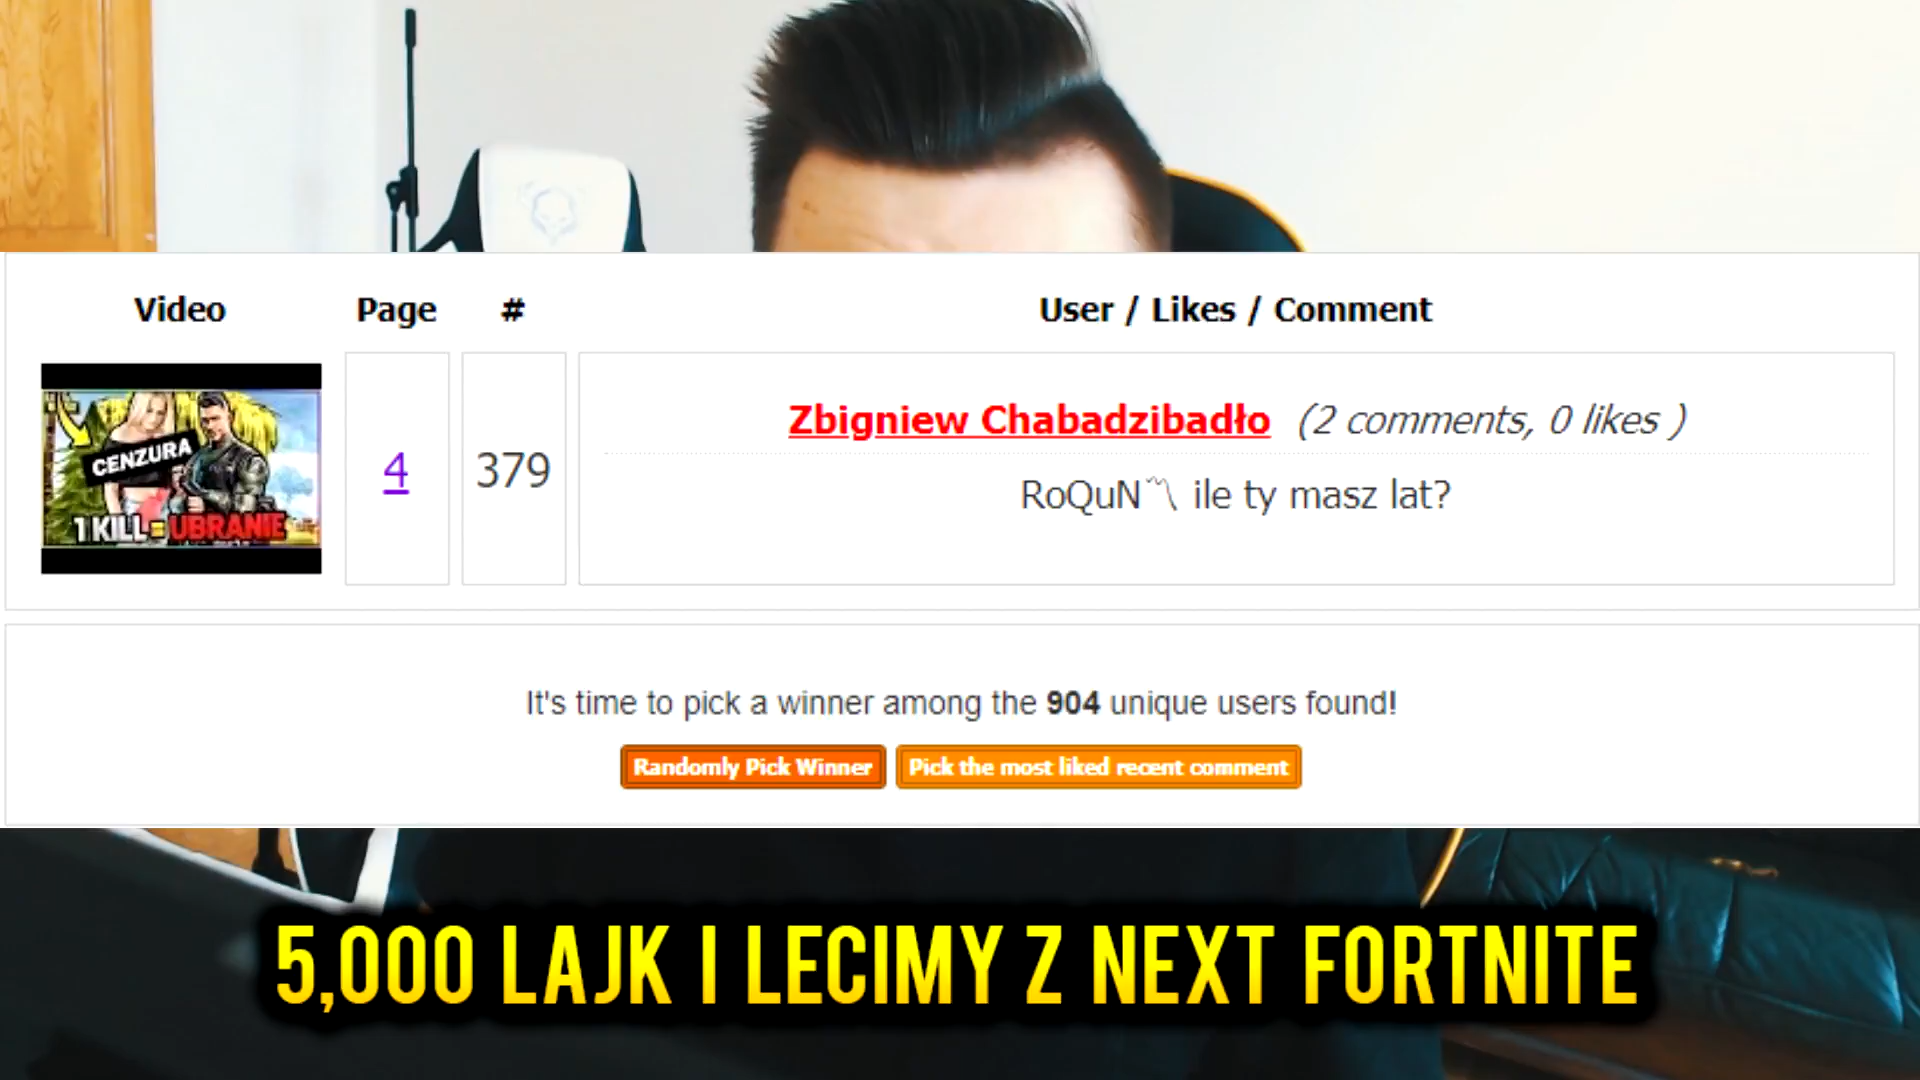 Video Page # User / Likes / Comment
CENZURA
1 KILL = UBRANIE
4
379
Zbigniew Chabadzibadło (2 comments, 0 likes )
RoQuN〽 ile ty masz lat?
It's time to pick a winner among the 904 unique users found!
Randomly Pick Winner Pick the most liked recent comment
5,000 LAJK I LECIMY Z NEXT FORTNITE